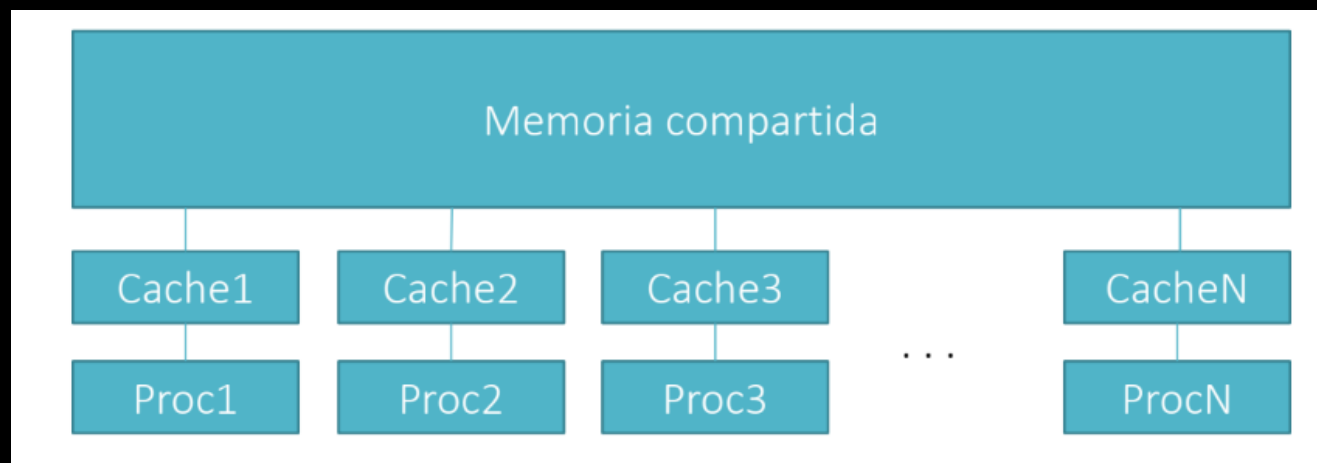 Memoria compartida
Cache1 Cache2 Cache3 CacheN
. . .
Proc1 Proc2 Proc3 ProcN